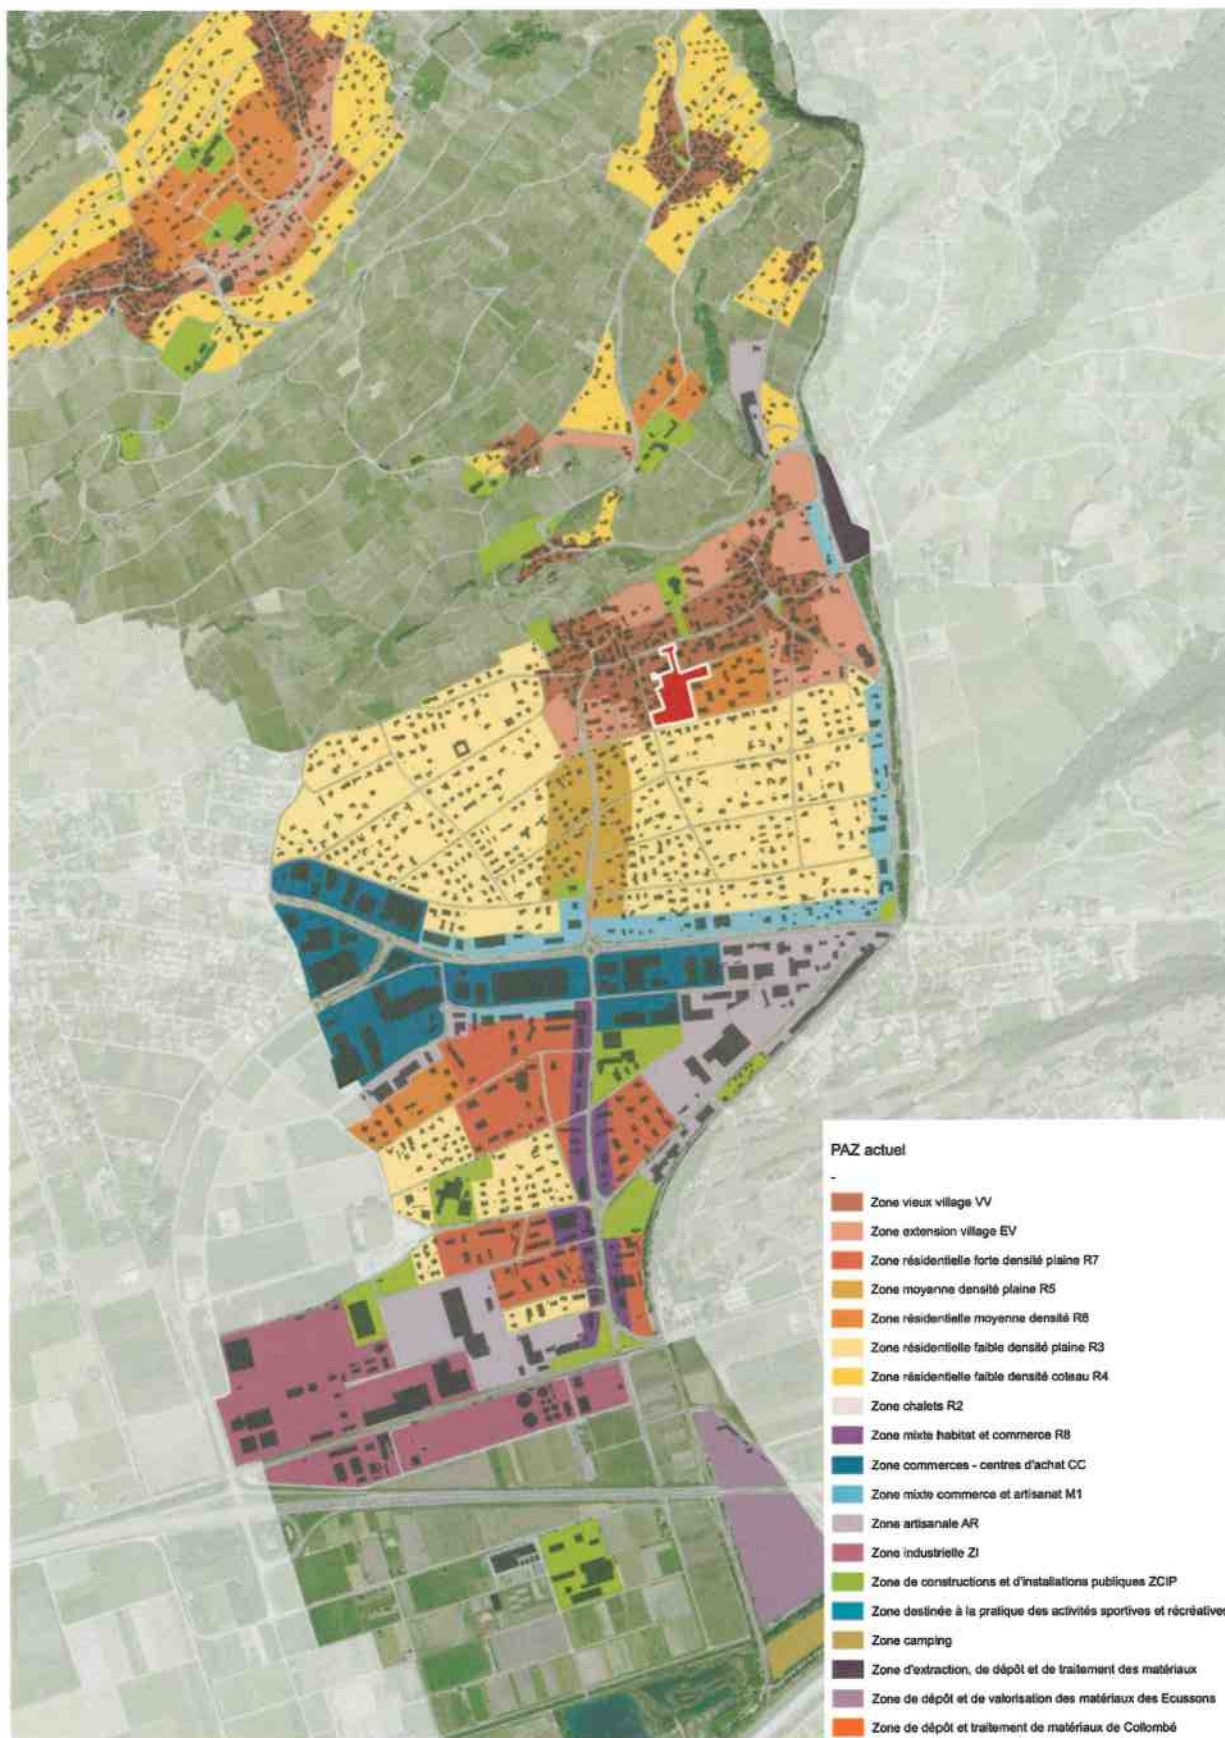 PAZ actuel
-
Zone vieux village VV
Zone extension village EV
Zone résidentielle forte densité plaine R7
Zone moyenne densité plaine R5
Zone résidentielle moyenne densité R6
Zone résidentielle faible densité plaine R3
Zone résidentielle faible densité coteau R4
Zone chalets R2
Zone mixte habitat et commerce R8
Zone commerces - centres d'achat CC
Zone mixte commerce et artisanat M1
Zone artisanale AR
Zone industrielle ZI
Zone de constructions et d'installations publiques ZCIP
Zone destinée à la pratique des activités sportives et récréatives
Zone camping
Zone d'extraction, de dépôt et de traitement des matériaux
Zone de dépôt et de valorisation des matériaux des Ecussons
Zone de dépôt et traitement de matériaux de Collombé